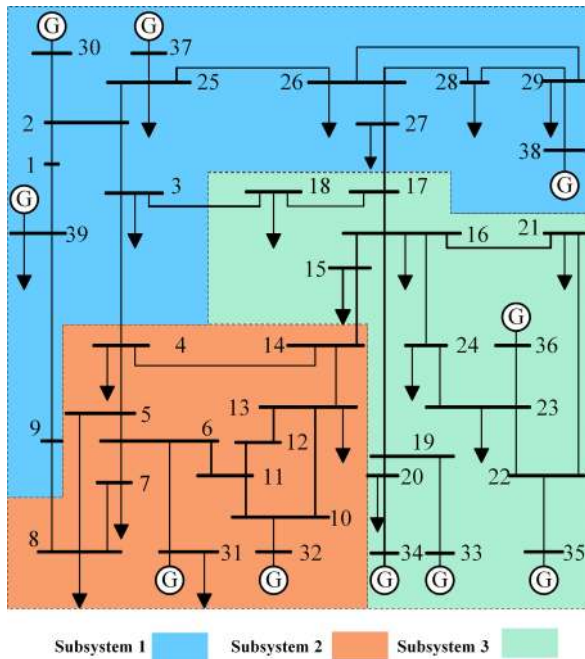 G G
30 37
25 26 28 29
2 27
1 38
G
3 18 17
G
39 16 21
15
G
4 14 24 36
5 13 23
9 6 12 19
7 11 20 22
8 10
31 32 34 33 35
G G G G G
Subsystem 1 Subsystem 2 Subsystem 3